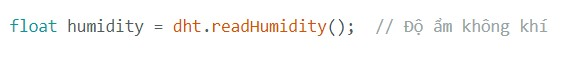 float humidity = dht.readHumidity();  // Độ ẩm không khí